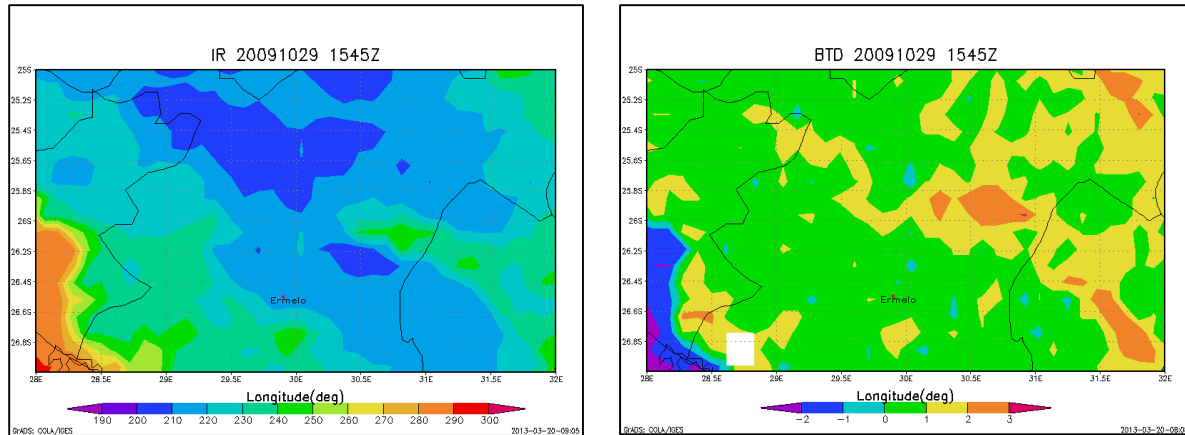 IR 20091029 1545Z
25S
25.2S
25.4S
25.6S
25.8S
26S
26.2S
26.4S
26.6S
26.8S
Ermelo
28E 28.5E 29E 29.5E 30E 30.5E 31E 31.5E 32E
Longitude(deg)
190 200 210 220 230 240 250 260 270 280 290 300
GrADS: COLA/IGES 2013-03-20-09:05
BTD 20091029 1545Z
25S
25.2S
25.4S
25.6S
25.8S
26S
26.2S
26.4S
26.6S
26.8S
Ermelo
28E 28.5E 29E 29.5E 30E 30.5E 31E 31.5E 32E
Longitude(deg)
-2 -1 0 1 2 3
GrADS: COLA/IGES